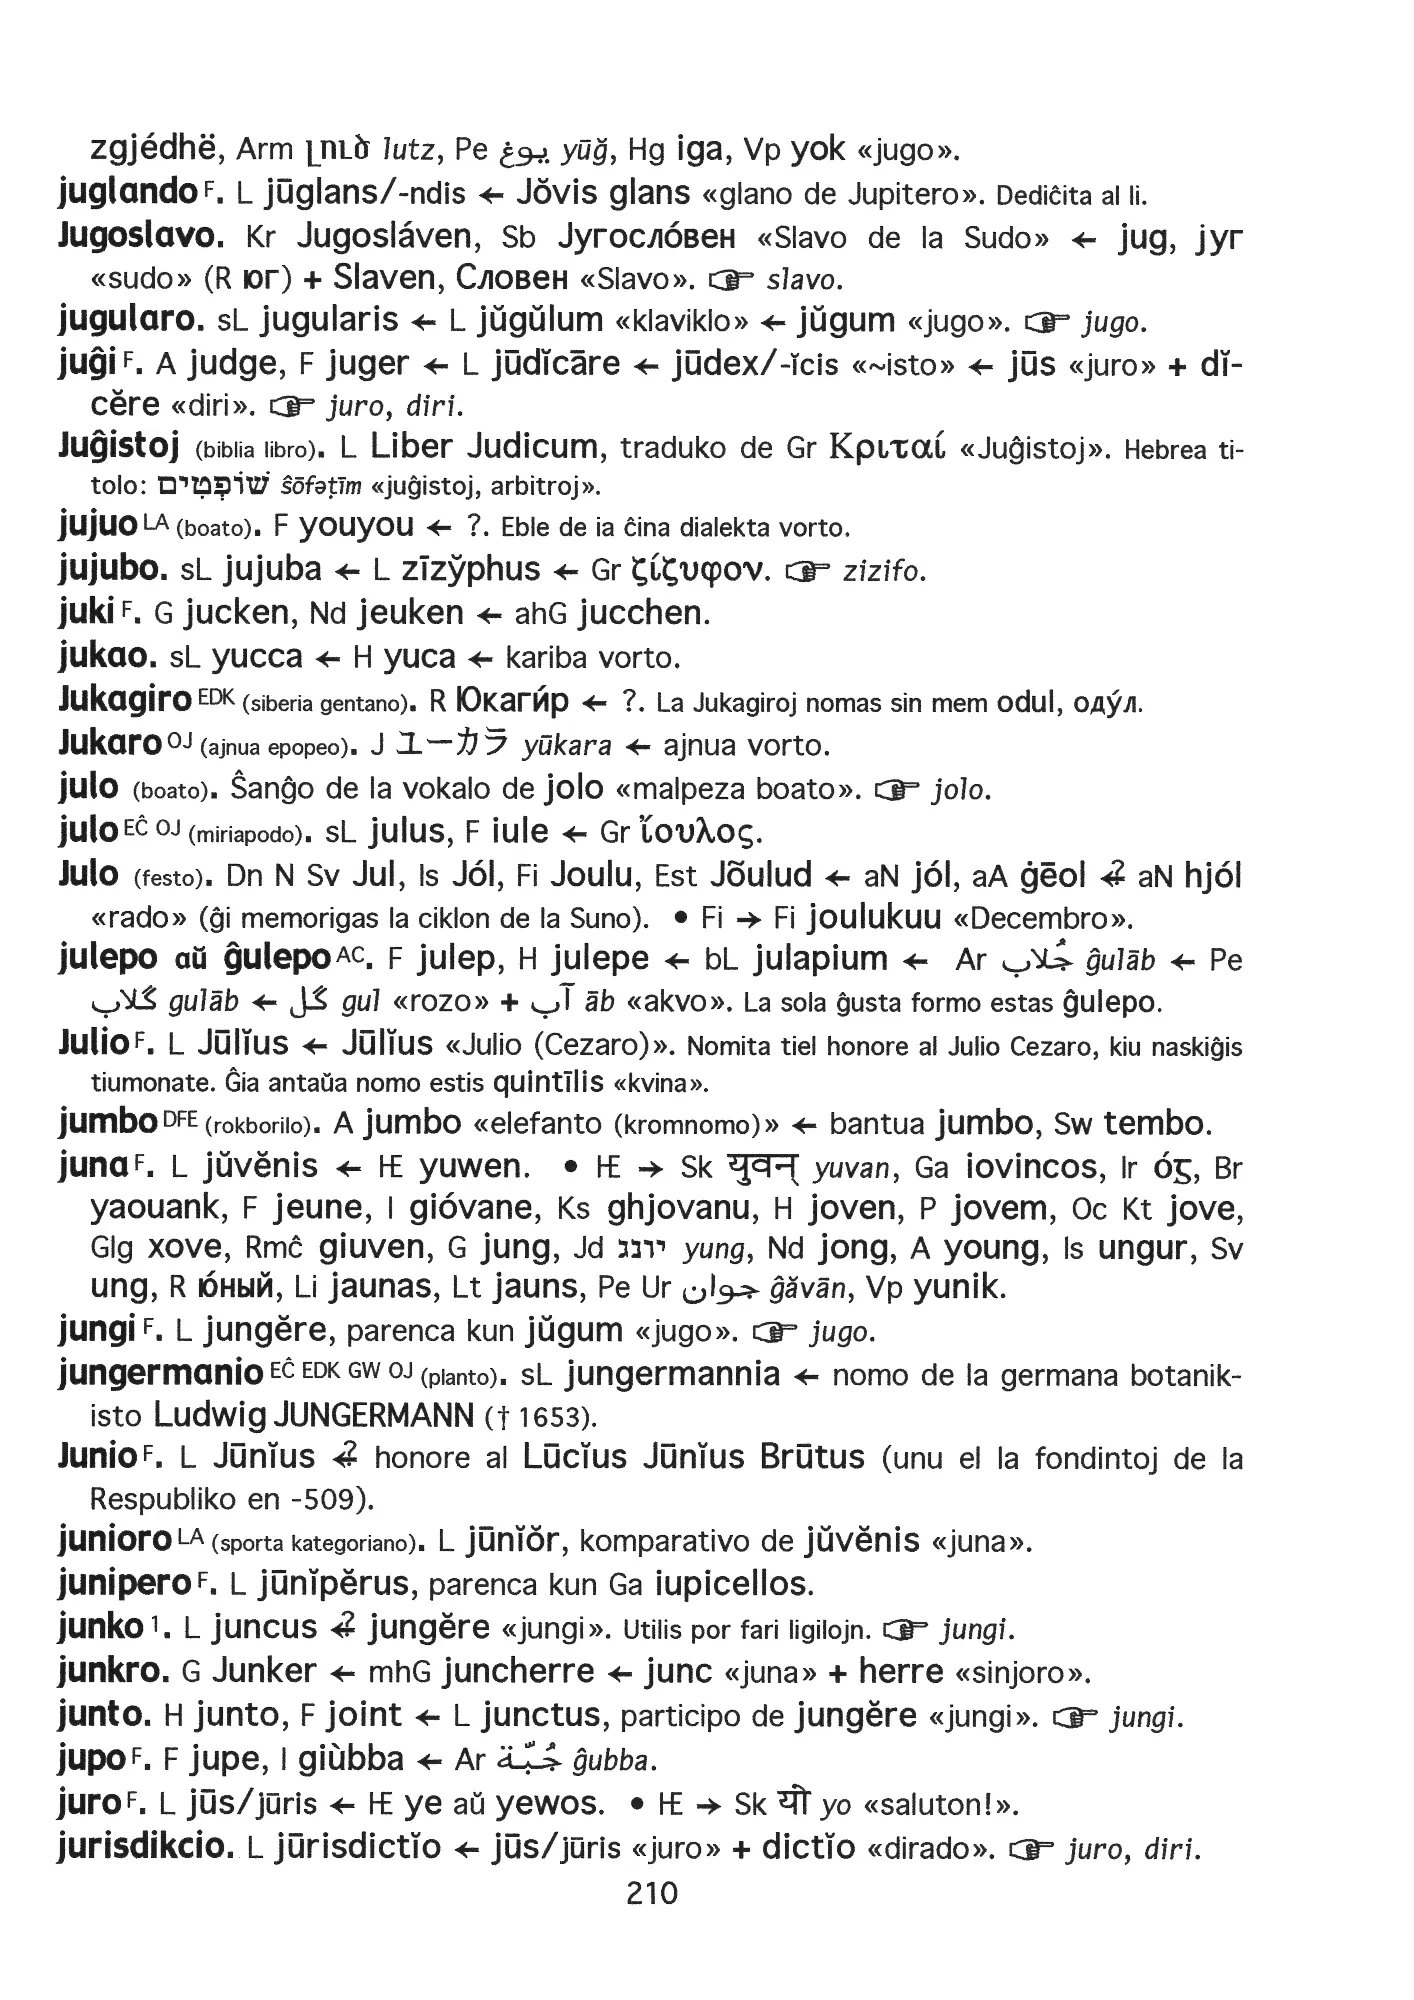 zgjédhë, Arm լուծ lutz, Pe يوغ yūğ, Hg iga, Vp yok «jugo».
juglando F. L jūglans/-ndis ← Jŏvis glans «glano de Jupitero». Dediĉita al li.
Jugoslavo. Kr Jugosláven, Sb Југосло́вен «Slavo de la Sudo» ← jug, југ
«sudo» (R юг) + Slaven, Словен «Slavo». ☞ slavo.
jugularo. sL jugularis ← L jŭgŭlum «klaviklo» ← jŭgum «jugo». ☞ jugo.
juĝi F. A judge, F juger ← L jūdĭcāre ← jūdex/-ĭcis «~isto» ← jūs «juro» + dĭ-
cĕre «diri». ☞ juro, diri.
Juĝistoj (biblia libro). L Liber Judicum, traduko de Gr Κριταί «Juĝistoj». Hebrea ti-
tolo: שׁוֹפְטִים ŝōfəṭīm «juĝistoj, arbitroj».
jujuo LA (boato). F youyou ← ?. Eble de ia ĉina dialekta vorto.
jujubo. sL jujuba ← L zīzўphus ← Gr ζίζυφον. ☞ zizifo.
juki F. G jucken, Nd jeuken ← ahG jucchen.
jukao. sL yucca ← H yuca ← kariba vorto.
Jukagiro EDK (siberia gentano). R Юкаги́р ← ?. La Jukagiroj nomas sin mem odul, оду́л.
Jukaro OJ (ajnua epopeo). J ユーカラ yūkara ← ajnua vorto.
julo (boato). Ŝanĝo de la vokalo de jolo «malpeza boato». ☞ jolo.
julo EĈ OJ (miriapodo). sL julus, F iule ← Gr ἴουλος.
Julo (festo). Dn N Sv Jul, Is Jól, Fi Joulu, Est Jõulud ← aN jól, aA ġēol ←? aN hjól
«rado» (ĝi memorigas la ciklon de la Suno). • Fi → Fi joulukuu «Decembro».
julepo aŭ ĝulepo AC. F julep, H julepe ← bL julapium ← Ar جُلاب ĝulāb ← Pe
گلاب gulāb ← گل gul «rozo» + آب āb «akvo». La sola ĝusta formo estas ĝulepo.
Julio F. L Jūlĭus ← Jūlĭus «Julio (Cezaro)». Nomita tiel honore al Julio Cezaro, kiu naskiĝis
tiumonate. Ĝia antaŭa nomo estis quintīlis «kvina».
jumbo DFE (rokborilo). A jumbo «elefanto (kromnomo)» ← bantua jumbo, Sw tembo.
juna F. L jŭvĕnis ← IE yuwen. • IE → Sk युवन् yuvan, Ga iovincos, Ir óg, Br
yaouank, F jeune, I gióvane, Ks ghjovanu, H joven, P jovem, Oc Kt jove,
Glg xove, Rmĉ giuven, G jung, Jd יונג yung, Nd jong, A young, Is ungur, Sv
ung, R ю́ный, Li jaunas, Lt jauns, Pe Ur جوان ĝăvān, Vp yunik.
jungi F. L jungĕre, parenca kun jŭgum «jugo». ☞ jugo.
jungermanio EĈ EDK GW OJ (planto). sL jungermannia ← nomo de la germana botanik-
isto Ludwig JUNGERMANN († 1653).
Junio F. L Jūnĭus ←? honore al Lūcĭus Jūnĭus Brūtus (unu el la fondintoj de la
Respubliko en -509).
junioro LA (sporta kategoriano). L jūnĭŏr, komparativo de jŭvĕnis «juna».
junipero F. L jūnĭpĕrus, parenca kun Ga iupicellos.
junko 1. L juncus ←? jungĕre «jungi». Utilis por fari ligilojn. ☞ jungi.
junkro. G Junker ← mhG juncherre ← junc «juna» + herre «sinjoro».
junto. H junto, F joint ← L junctus, participo de jungĕre «jungi». ☞ jungi.
jupo F. F jupe, I giùbba ← Ar جُبّة ĝubba.
juro F. L jūs/jūris ← IE ye aŭ yewos. • IE → Sk यो yo «saluton!».
jurisdikcio. L jūrisdictĭo ← jūs/jūris «juro» + dictĭo «dirado». ☞ juro, diri.
210